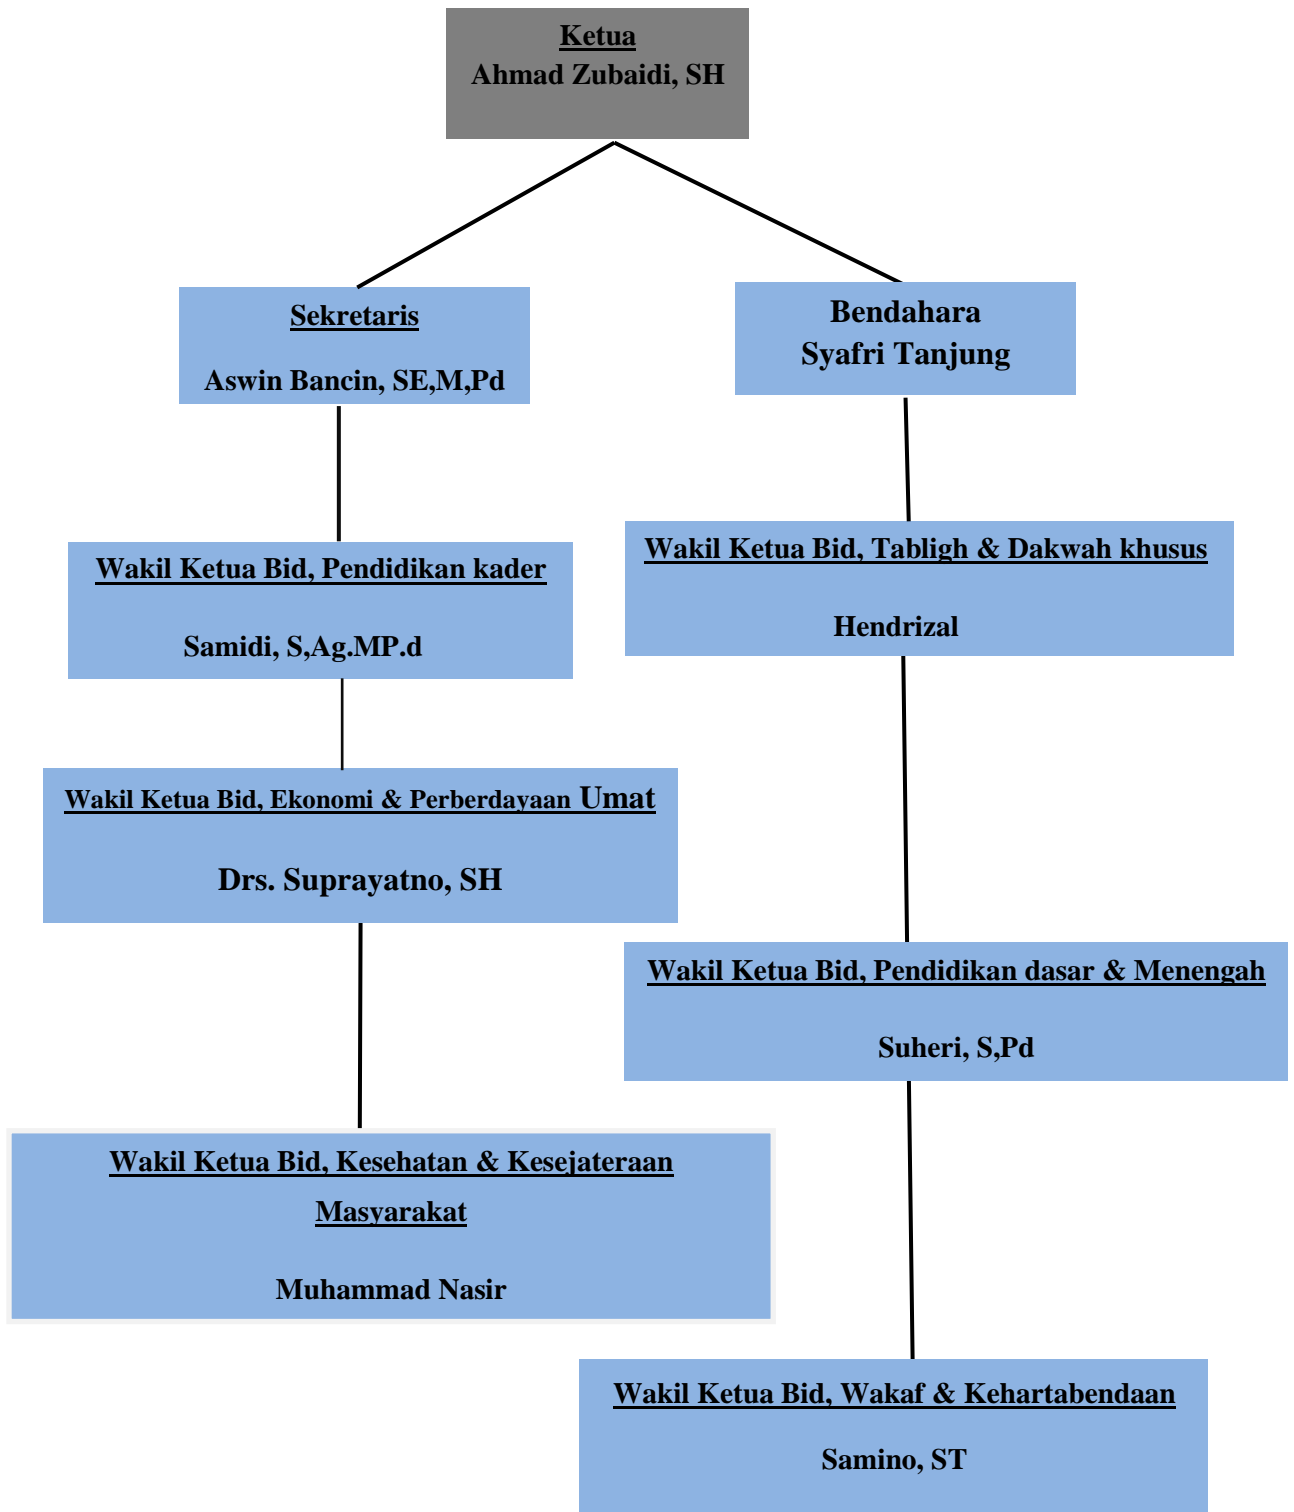 Ketua
Ahmad Zubaidi, SH
Sekretaris
Aswin Bancin, SE,M,Pd
Bendahara
Syafri Tanjung
Wakil Ketua Bid, Pendidikan kader
Samidi, S,Ag.MP.d
Wakil Ketua Bid, Tabligh & Dakwah khusus
Hendrizal
Wakil Ketua Bid, Ekonomi & Perberdayaan Umat
Drs. Suprayatno, SH
Wakil Ketua Bid, Pendidikan dasar & Menengah
Suheri, S,Pd
Wakil Ketua Bid, Kesehatan & Kesejateraan
Masyarakat
Muhammad Nasir
Wakil Ketua Bid, Wakaf & Kehartabendaan
Samino, ST